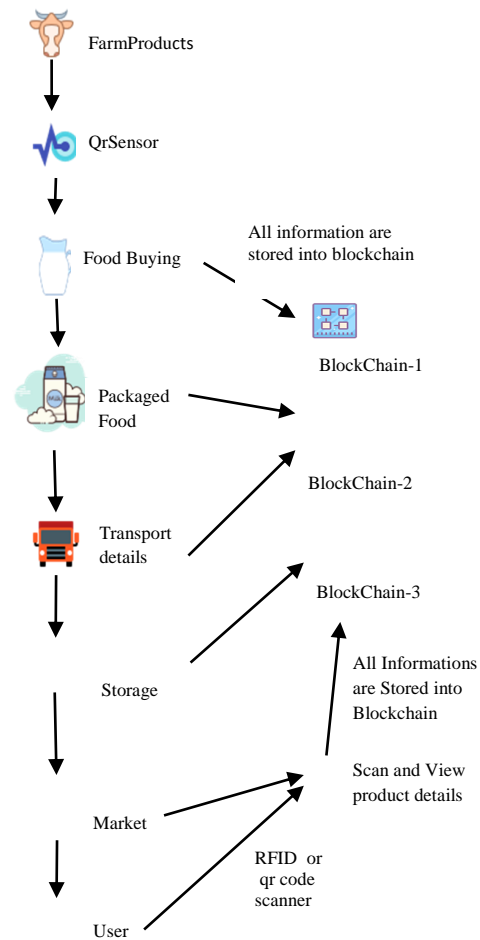 FarmProducts
QrSensor
All information are
stored into blockchain
Food Buying
BlockChain-1
Packaged
Food
BlockChain-2
Transport
details
BlockChain-3
All Informations
are Stored into
Blockchain
Storage
Scan and View
product details
Market
RFID or
qr code
scanner
User